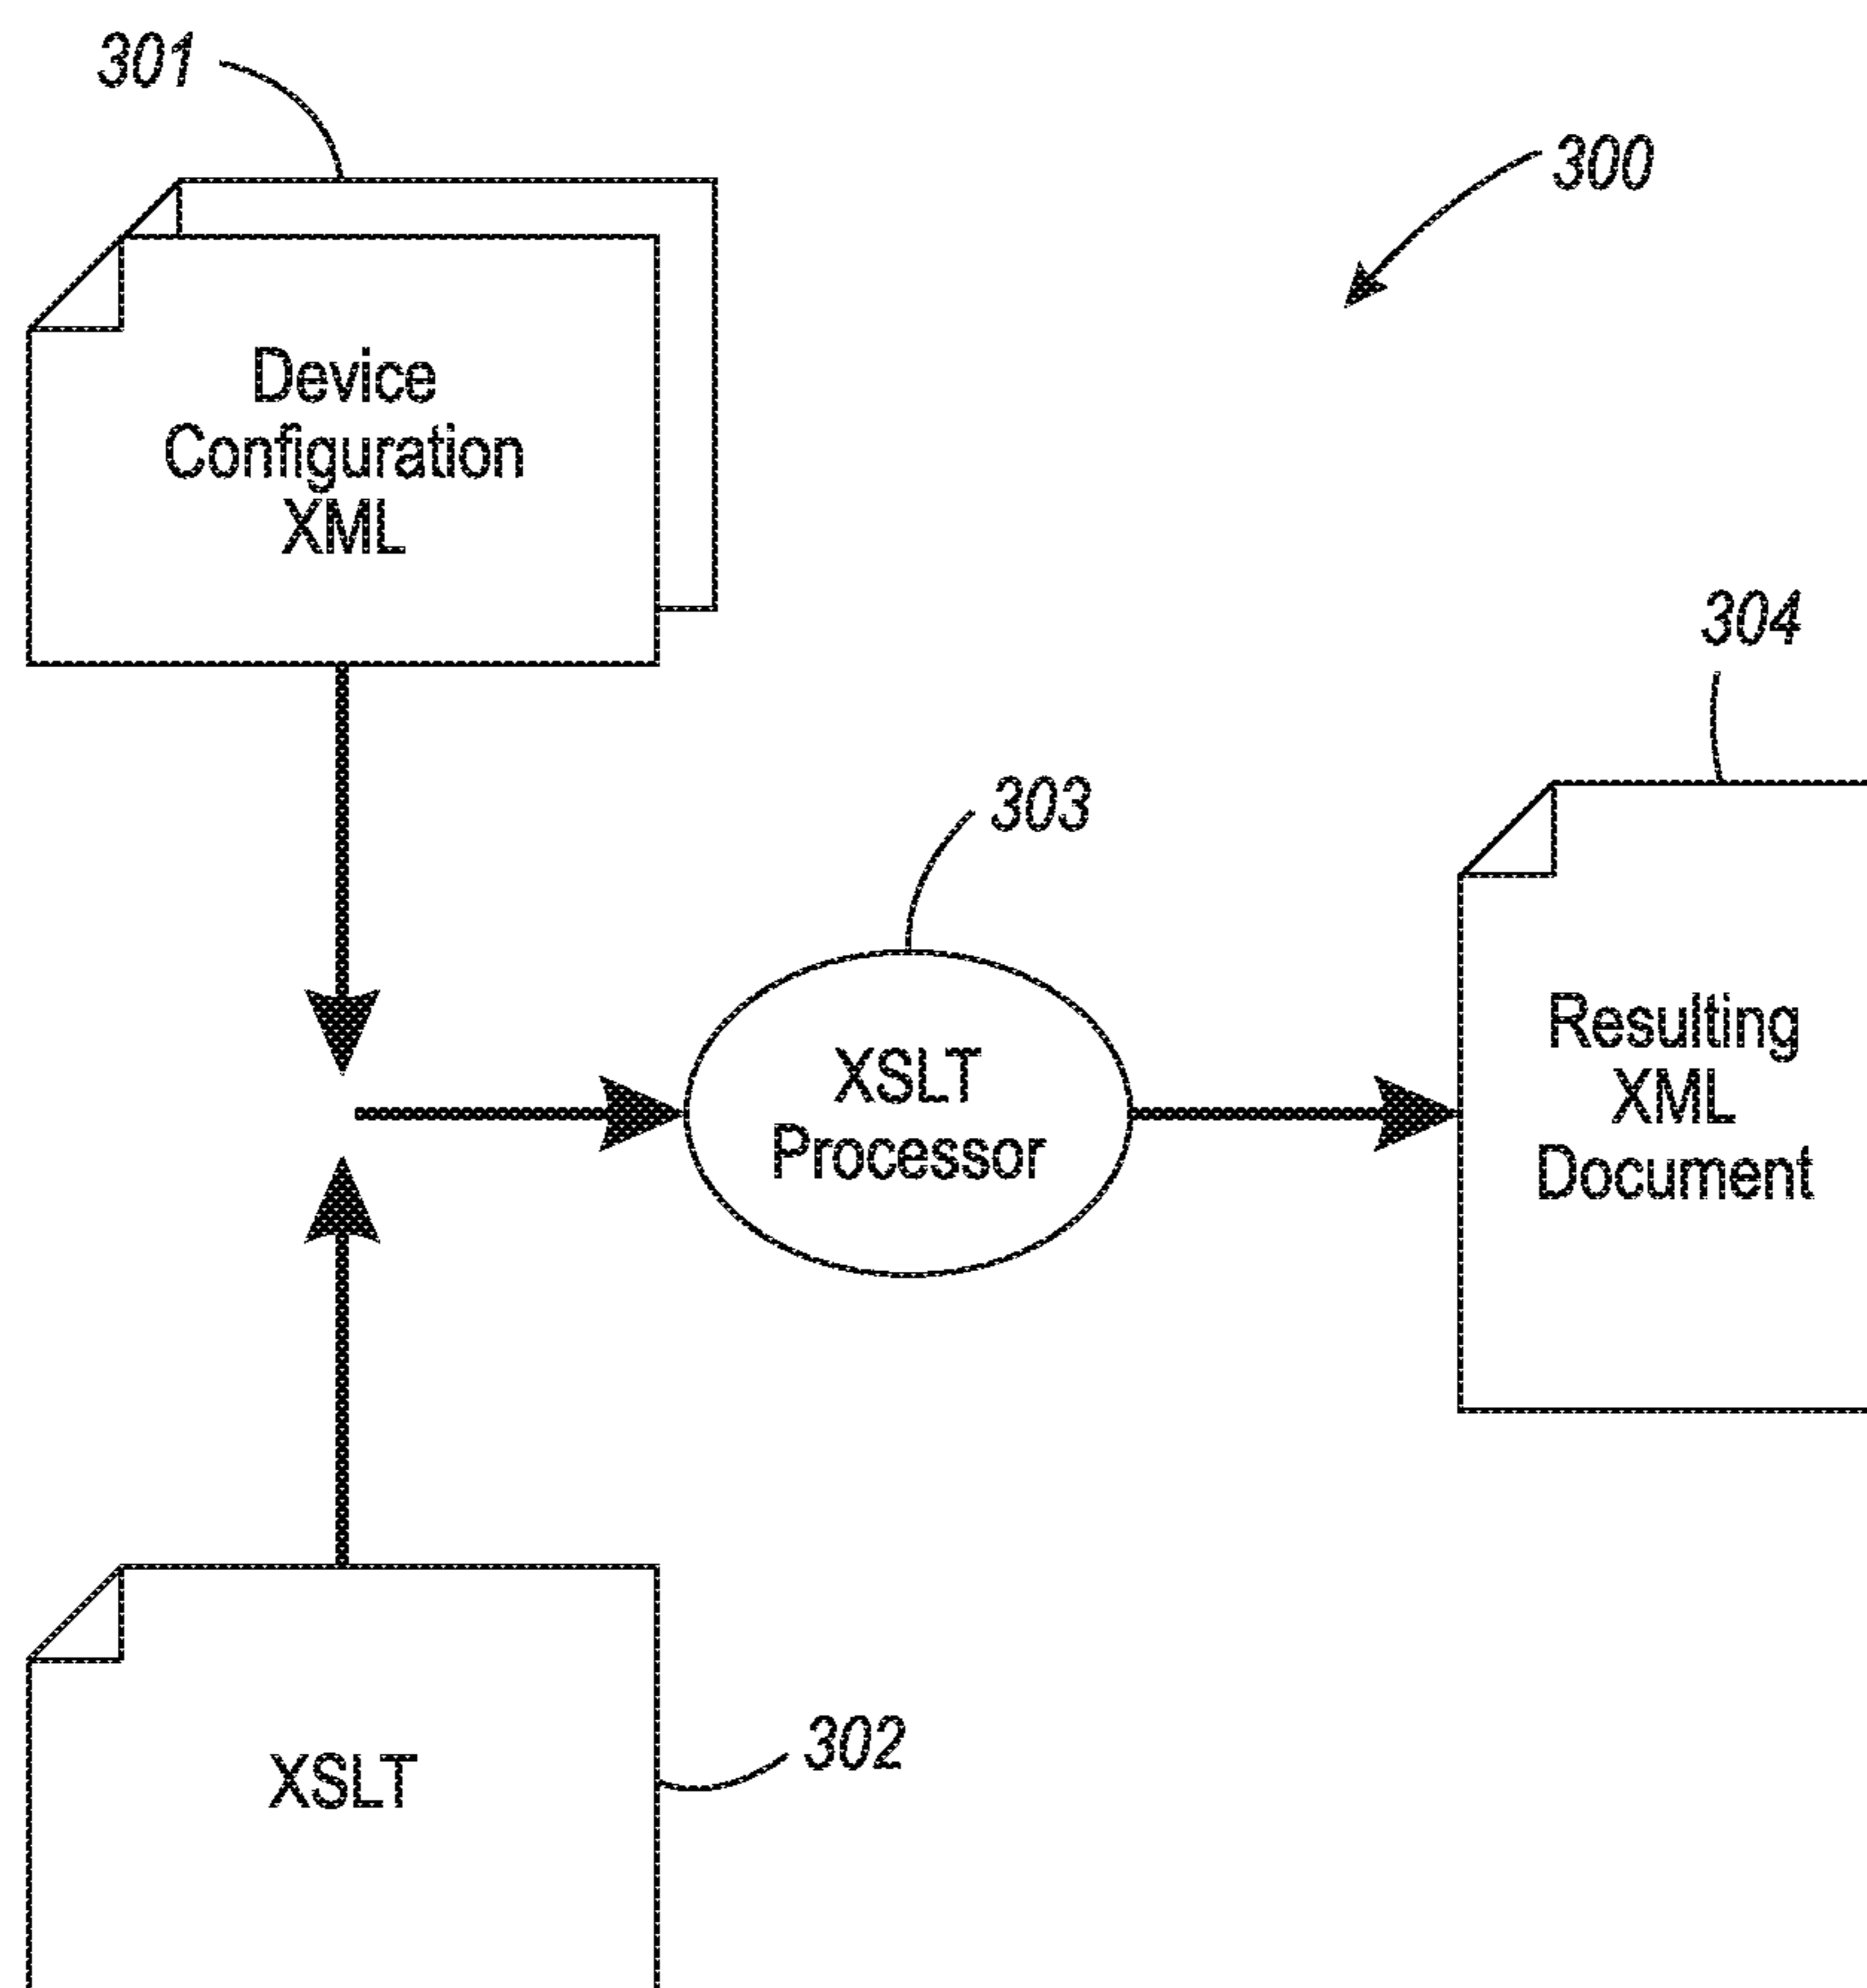 301
300
Device
Configuration
XML
304
303
Resulting
XML
Document
XSLT
Processor
302
XSLT